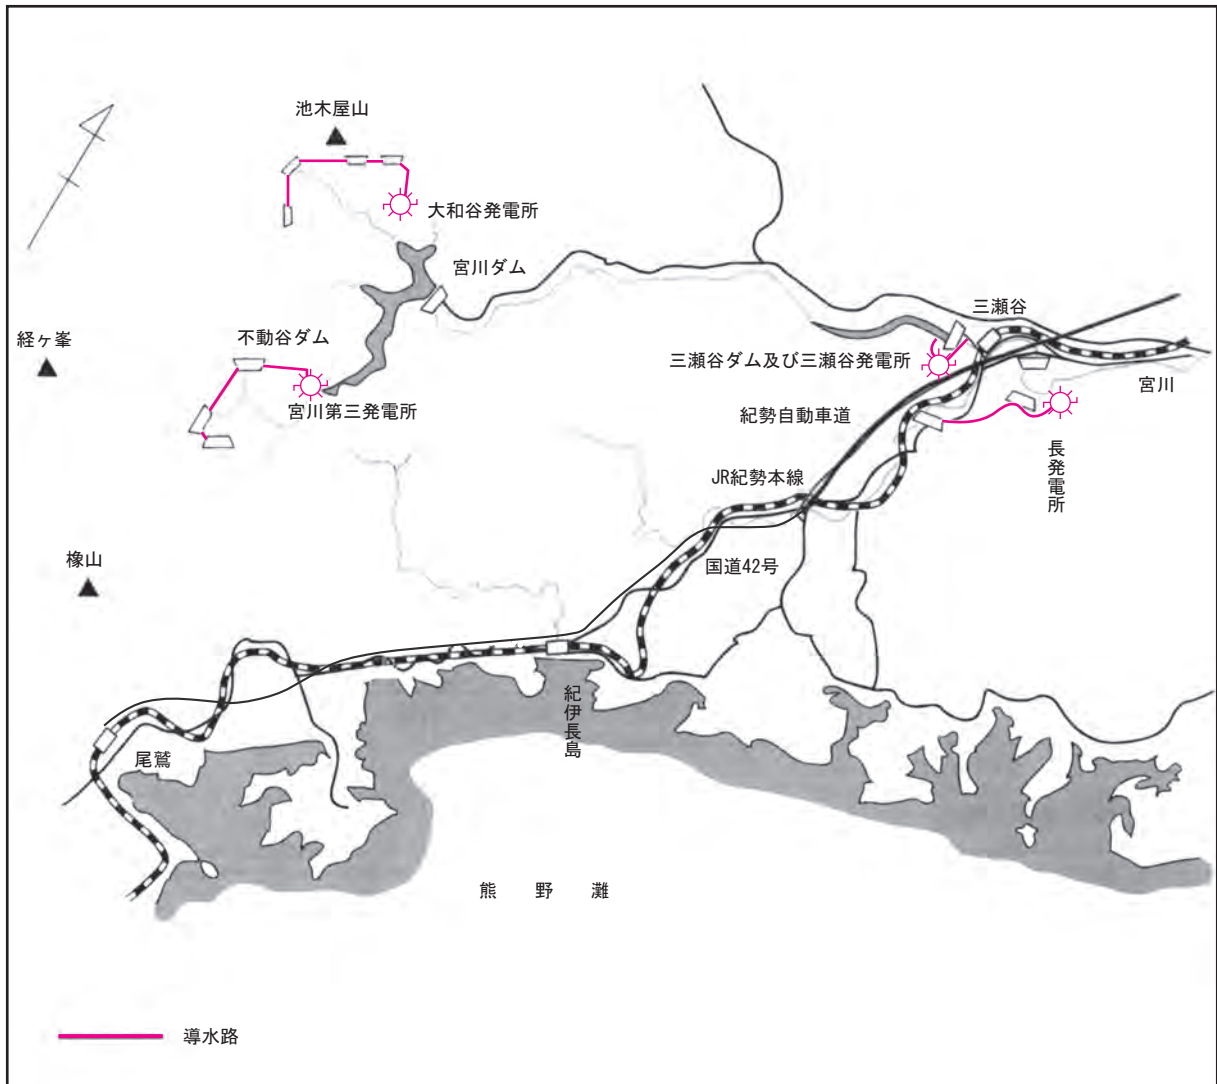 池木屋山
大和谷発電所
宮川ダム
三瀬谷
不動谷ダム
経ヶ峯
三瀬谷ダム及び三瀬谷発電所
宮川
宮川第三発電所
紀勢自動車道
長発電所
JR紀勢本線
橡山
国道42号
紀伊長島
尾鷲
熊野灘
導水路